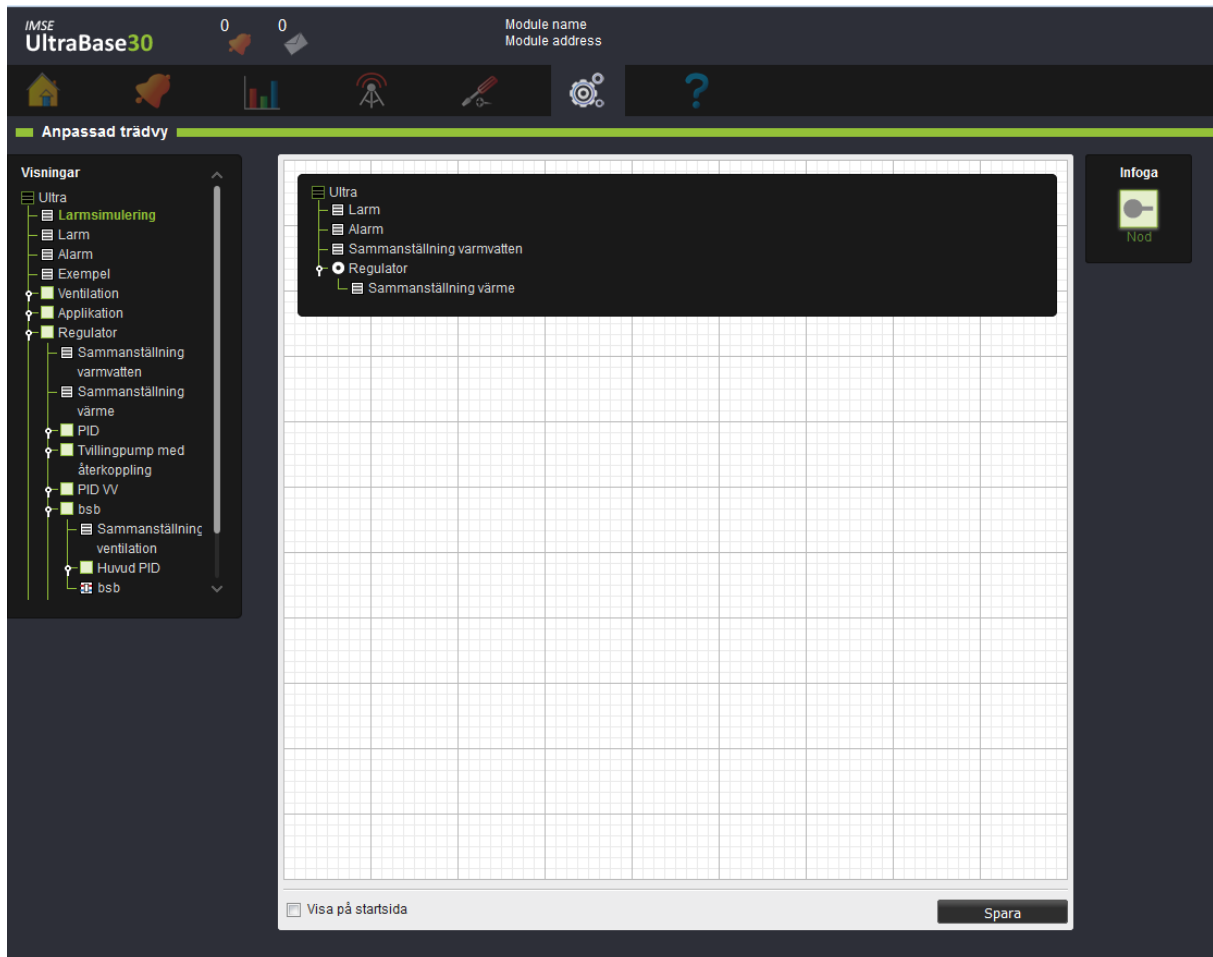 IMSE
UltraBase30
0
0
Module name
Module address
?
Anpassad trädvy
Visningar
Ultra
Larmsimulering
Larm
Alarm
Exempel
Ventilation
Applikation
Regulator
Sammanställning
varmvatten
Sammanställning
värme
PID
Tvillingpump med
återkoppling
PID VV
bsb
Sammanställning
ventilation
Huvud PID
bsb
Ultra
Larm
Alarm
Sammanställning varmvatten
Regulator
Sammanställning värme
Visa på startsida
Spara
Infoga
Nod